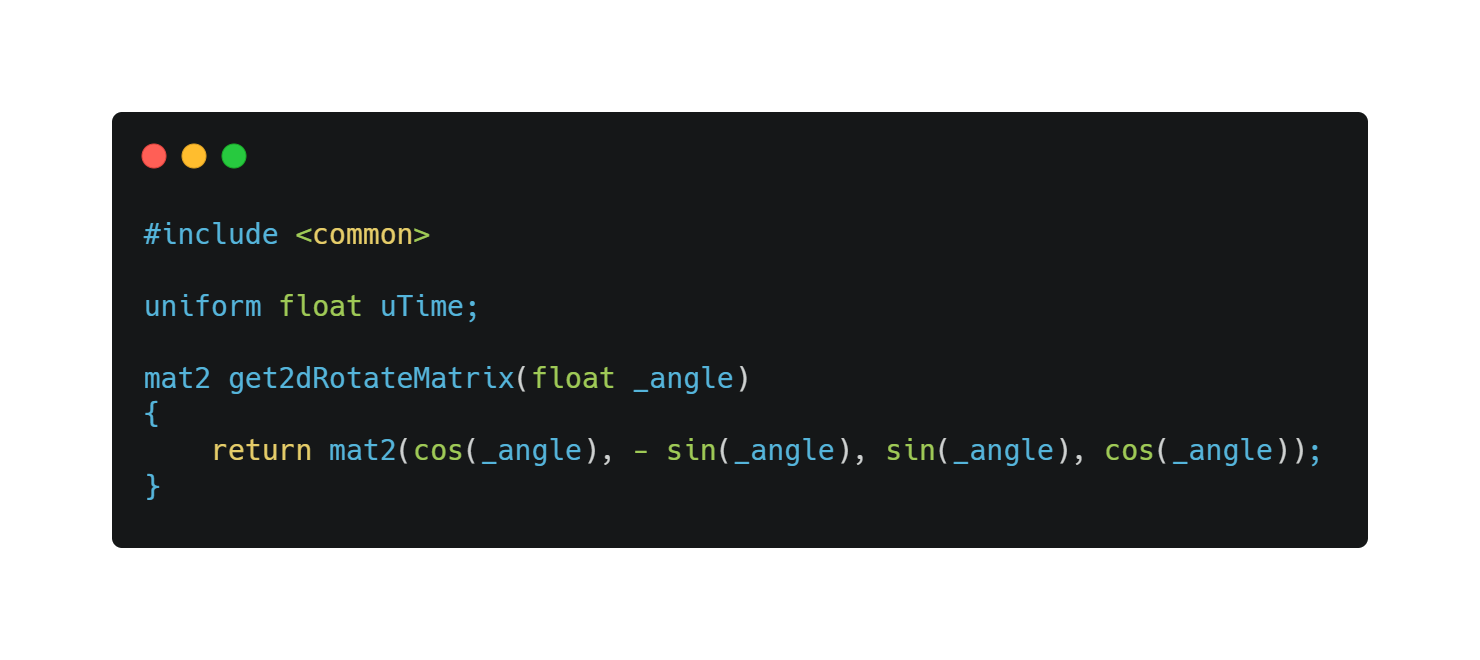 #include <common>
uniform float uTime;
mat2 get2dRotateMatrix(float _angle)
{
    return mat2(cos(_angle), - sin(_angle), sin(_angle), cos(_angle));
}